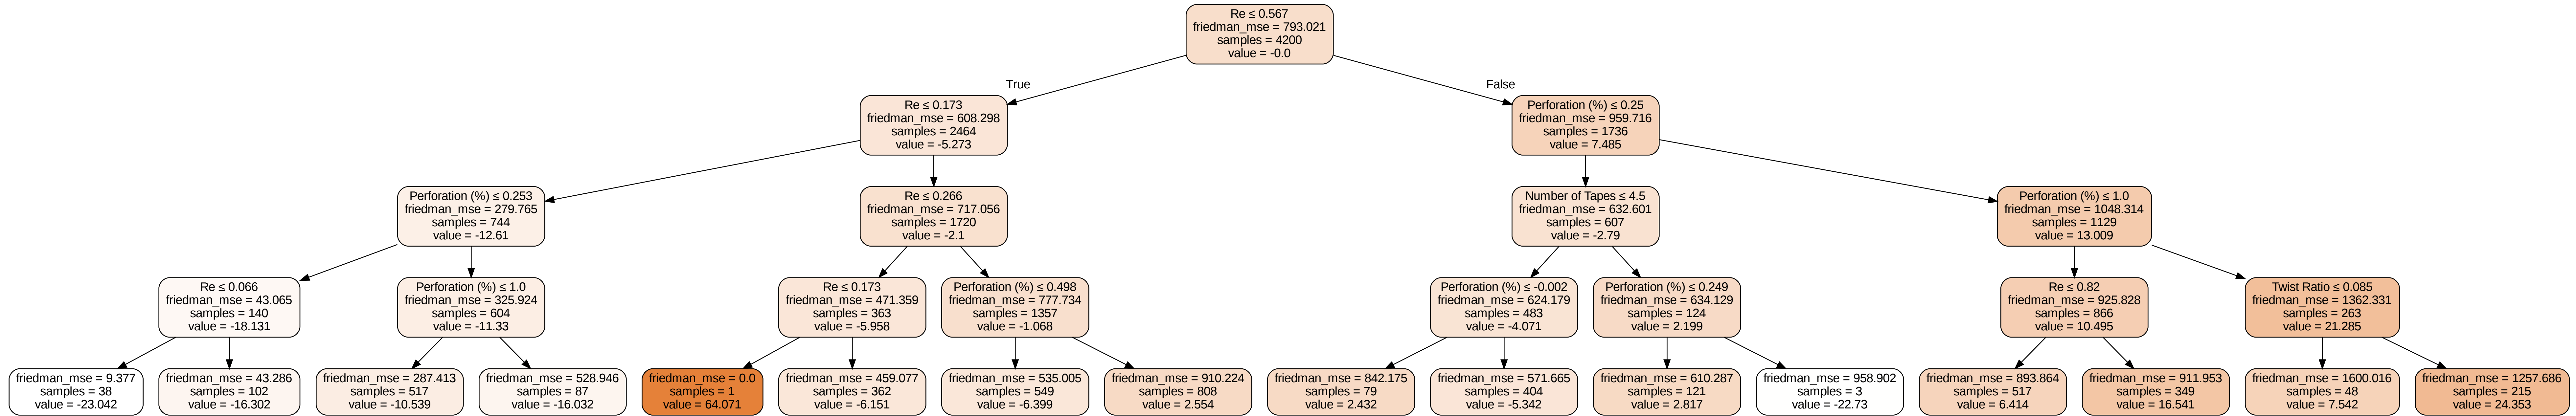 Re ≤ 0.567
friedman_mse = 793.021
samples = 4200
value = -0.0
True
False
Re ≤ 0.173
friedman_mse = 608.298
samples = 2464
value = -5.273
Perforation (%) ≤ 0.25
friedman_mse = 959.716
samples = 1736
value = 7.485
Perforation (%) ≤ 0.253
friedman_mse = 279.765
samples = 744
value = -12.61
Re ≤ 0.266
friedman_mse = 717.056
samples = 1720
value = -2.1
Number of Tapes ≤ 4.5
friedman_mse = 632.601
samples = 607
value = -2.79
Perforation (%) ≤ 1.0
friedman_mse = 1048.314
samples = 1129
value = 13.009
Re ≤ 0.066
friedman_mse = 43.065
samples = 140
value = -18.131
Perforation (%) ≤ 1.0
friedman_mse = 325.924
samples = 604
value = -11.33
Re ≤ 0.173
friedman_mse = 471.359
samples = 363
value = -5.958
Perforation (%) ≤ 0.498
friedman_mse = 777.734
samples = 1357
value = -1.068
Perforation (%) ≤ -0.002
friedman_mse = 624.179
samples = 483
value = -4.071
Perforation (%) ≤ 0.249
friedman_mse = 634.129
samples = 124
value = 2.199
Re ≤ 0.82
friedman_mse = 925.828
samples = 866
value = 10.495
Twist Ratio ≤ 0.085
friedman_mse = 1362.331
samples = 263
value = 21.285
friedman_mse = 9.377
samples = 38
value = -23.042
friedman_mse = 43.286
samples = 102
value = -16.302
friedman_mse = 287.413
samples = 517
value = -10.539
friedman_mse = 528.946
samples = 87
value = -16.032
friedman_mse = 0.0
samples = 1
value = 64.071
friedman_mse = 459.077
samples = 362
value = -6.151
friedman_mse = 535.005
samples = 549
value = -6.399
friedman_mse = 910.224
samples = 808
value = 2.554
friedman_mse = 842.175
samples = 79
value = 2.432
friedman_mse = 571.665
samples = 404
value = -5.342
friedman_mse = 610.287
samples = 121
value = 2.817
friedman_mse = 958.902
samples = 3
value = -22.73
friedman_mse = 893.864
samples = 517
value = 6.414
friedman_mse = 911.953
samples = 349
value = 16.541
friedman_mse = 1600.016
samples = 48
value = 7.542
friedman_mse = 1257.686
samples = 215
value = 24.353